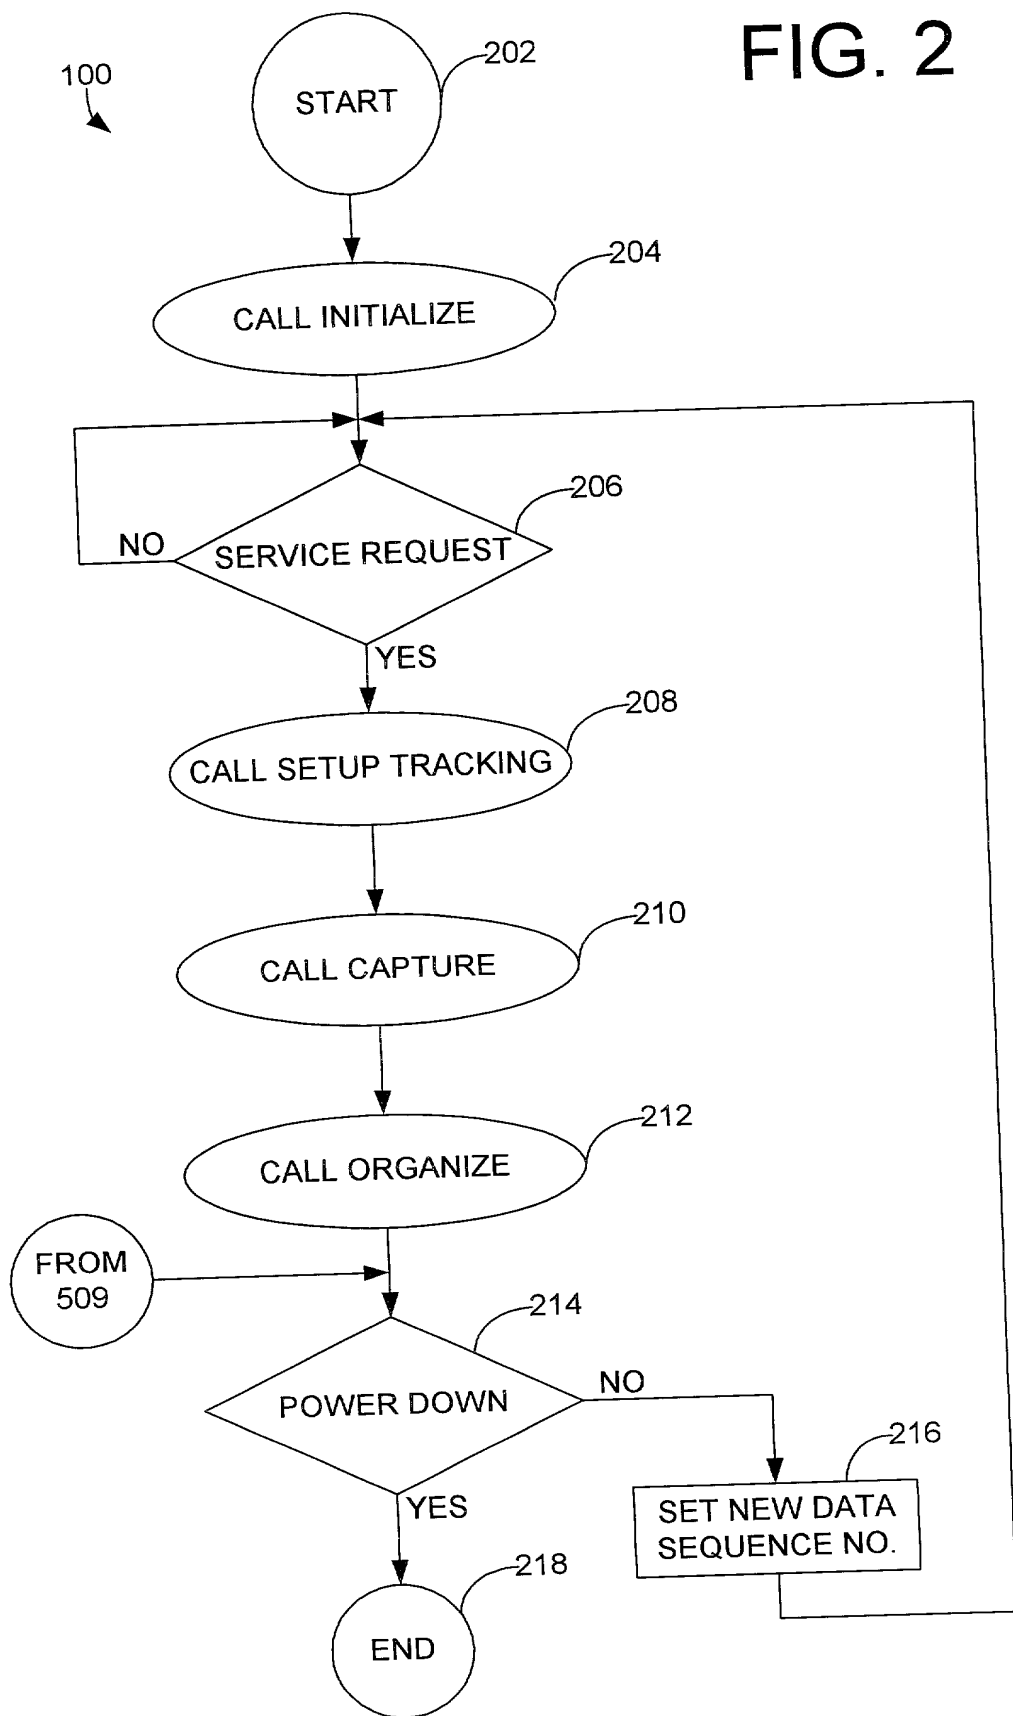 FIG. 2
100
202
START
204
CALL INITIALIZE
206
SERVICE REQUEST
NO
YES
208
CALL SETUP TRACKING
210
CALL CAPTURE
212
CALL ORGANIZE
FROM
509
214
POWER DOWN
NO
YES
216
SET NEW DATA
SEQUENCE NO.
218
END